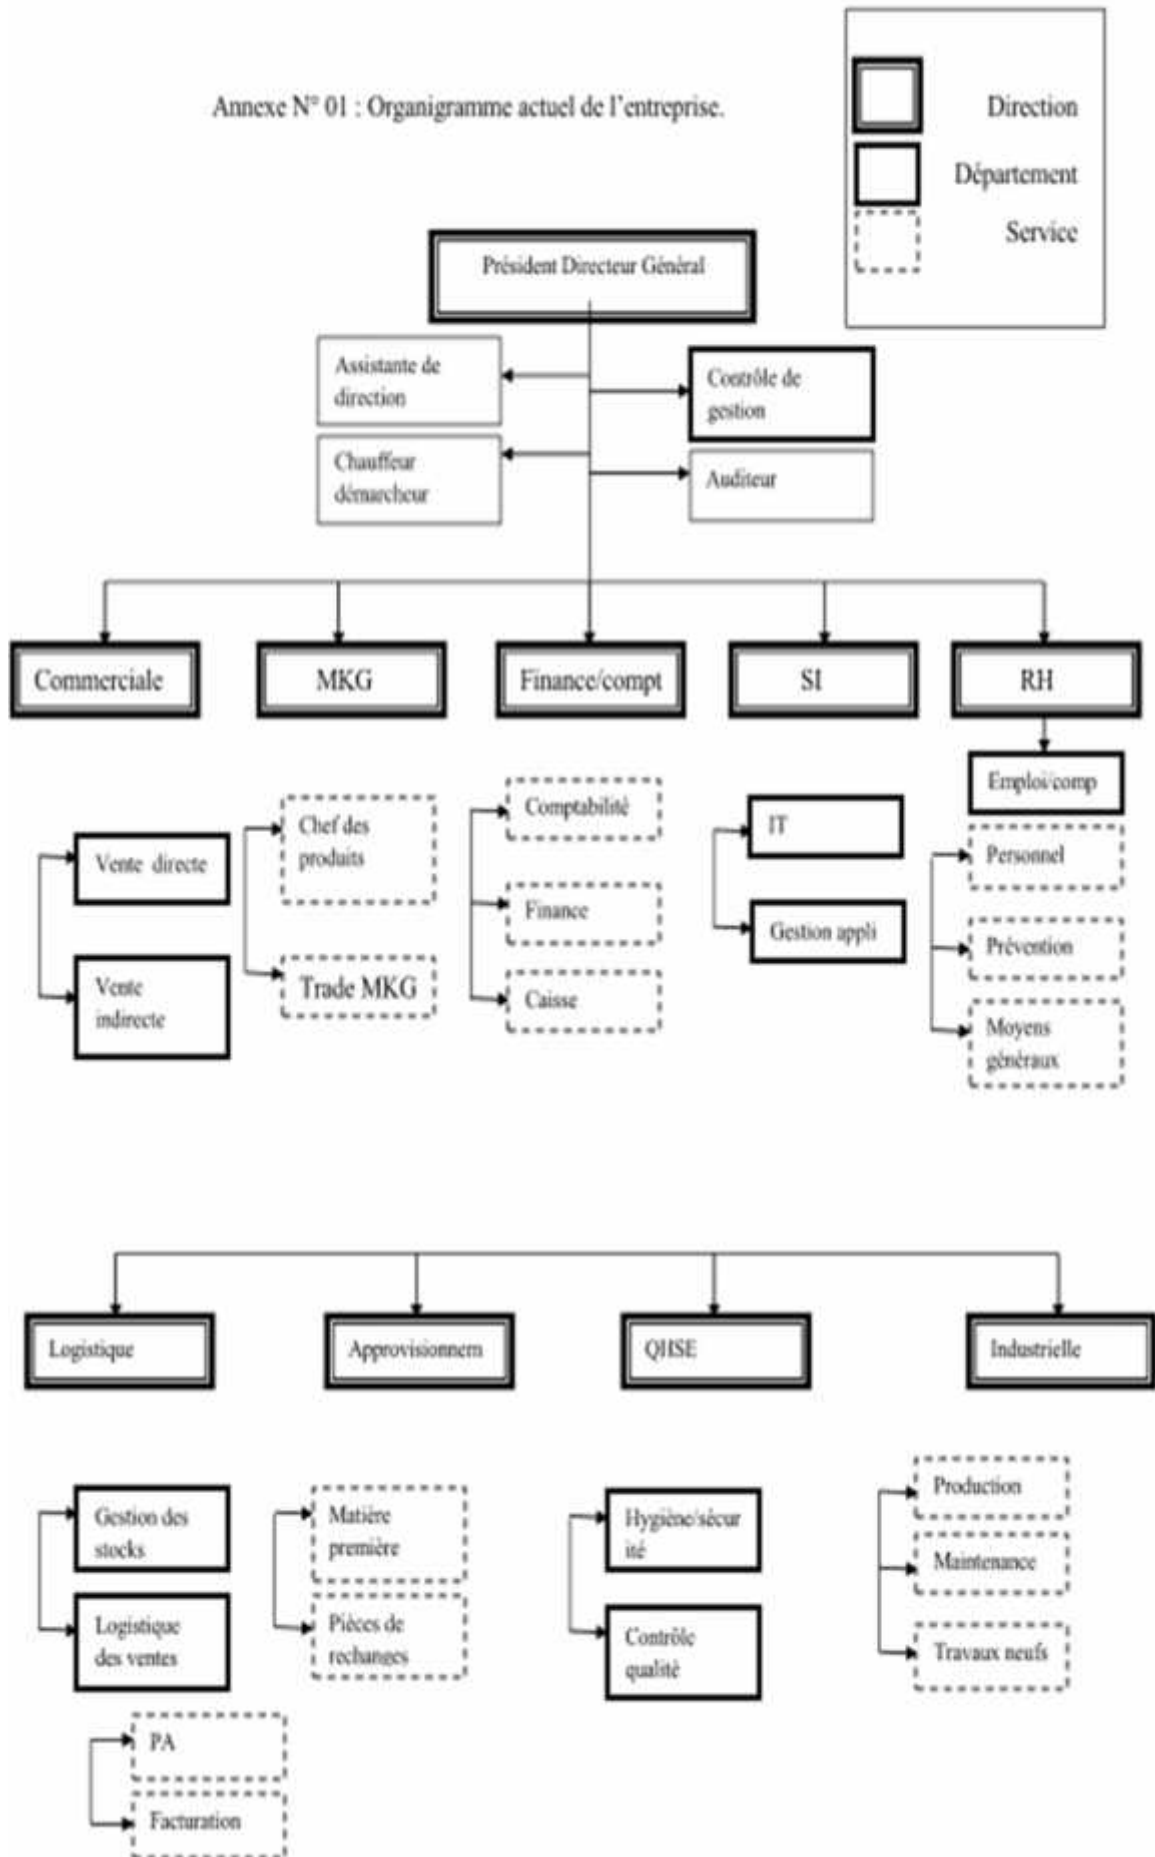 Annexe N° 01 : Organigramme actuel de l'entreprise.
Direction
Département
Service
Président Directeur Général
Assistante de
direction
Contrôle de
gestion
Chauffeur
démarcheur
Auditeur
Commerciale
MKG
Finance/compt
SI
RH
Emploi/comp
Vente directe
Vente
indirecte
Chef des
produits
Trade MKG
Comptabilité
Finance
Caisse
IT
Gestion appli
Personnel
Prévention
Moyens
généraux
Logistique
Approvisionnem
QHSE
Industrielle
Gestion des
stocks
Logistique
des ventes
PA
Facturation
Matière
première
Pièces de
rechanges
Hygiène/sécur
ité
Contrôle
qualité
Production
Maintenance
Travaux neufs